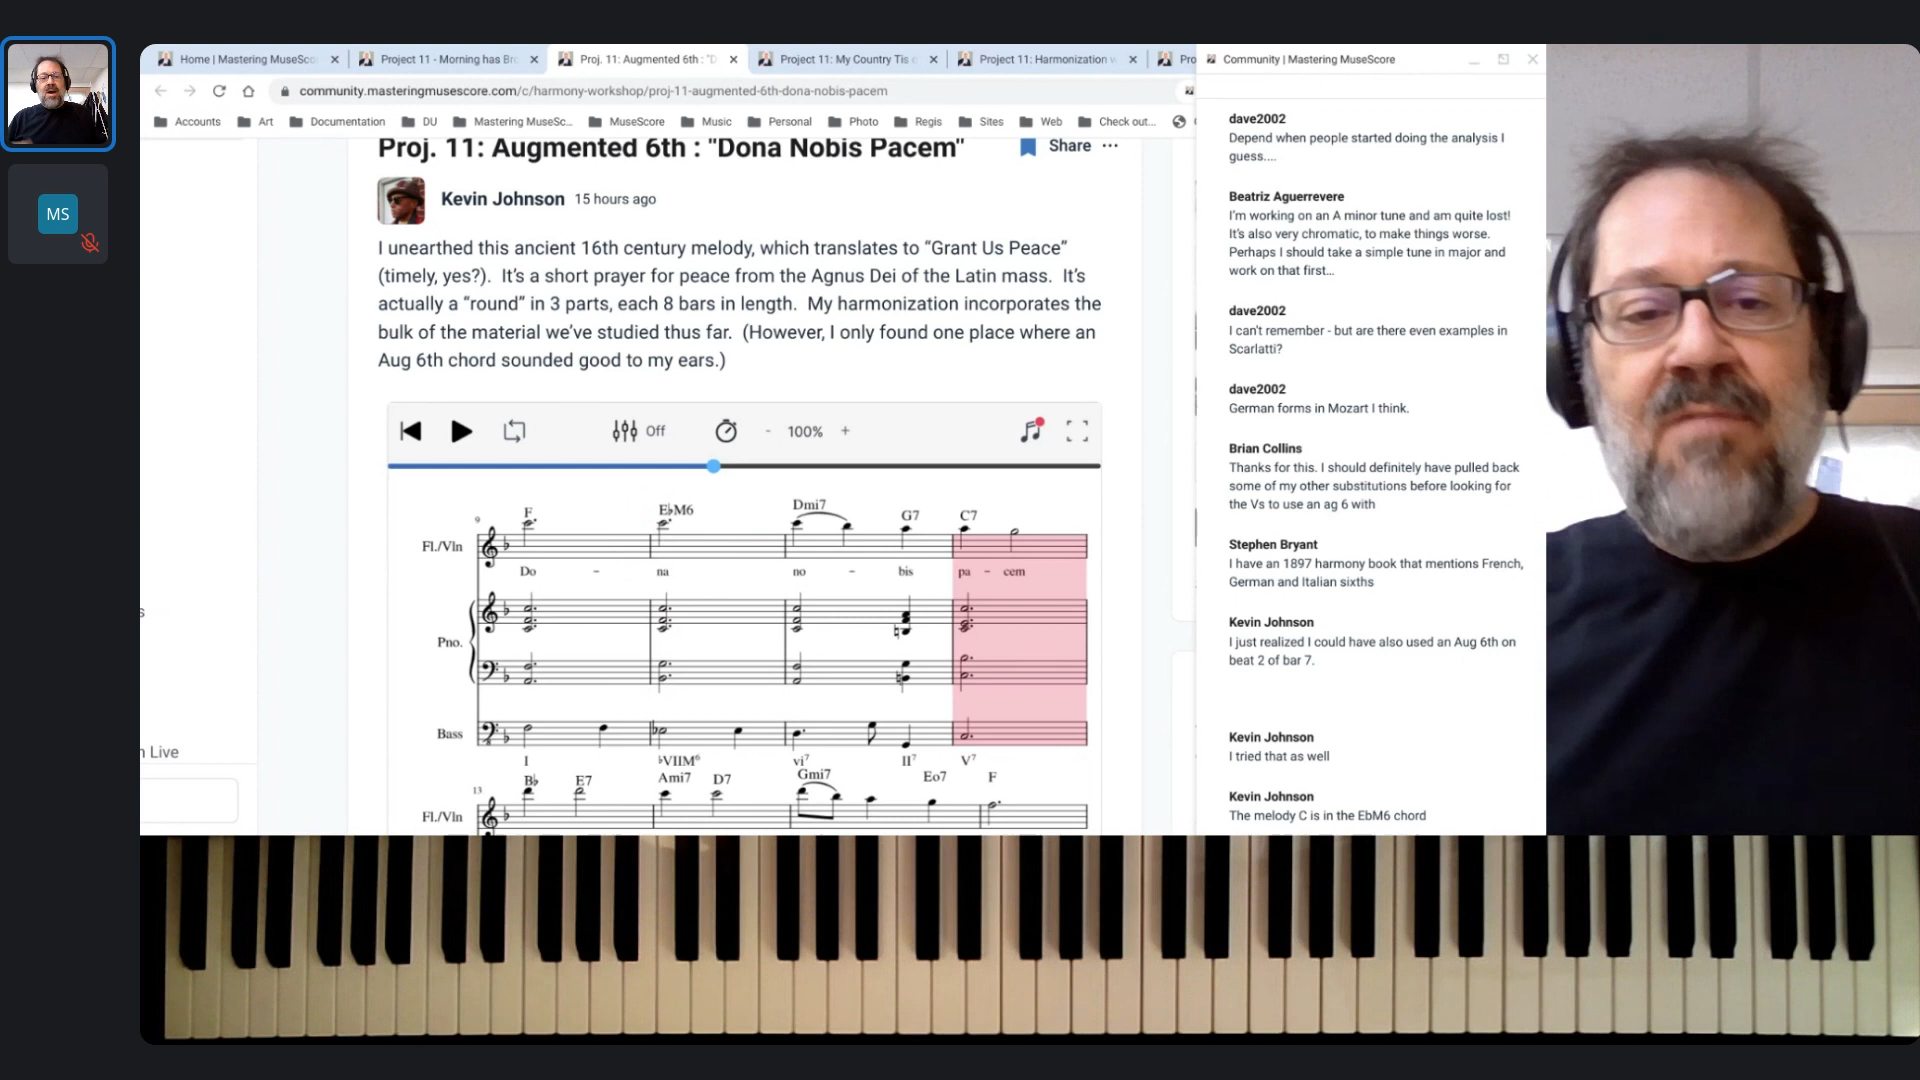 Home | Mastering MuseSco
Project 11 - Morning has Bro
Proj. 11: Augmented 6th : "D
Project 11: My Country Tis o
Project 11: Harmonization w
Pro
Community | Mastering MuseScore
community.masteringmusescore.com/c/harmony-workshop/proj-11-augmented-6th-dona-nobis-pacem
Accounts
Art
Documentation
DU
Mastering MuseSc...
MuseScore
Music
Personal
Photo
Regis
Sites
Web
Check out...
MS
n Live
Proj. 11: Augmented 6th : "Dona Nobis Pacem"
Share
Kevin Johnson 15 hours ago
I unearthed this ancient 16th century melody, which translates to “Grant Us Peace”
(timely, yes?). It’s a short prayer for peace from the Agnus Dei of the Latin mass. It’s
actually a “round” in 3 parts, each 8 bars in length. My harmonization incorporates the
bulk of the material we’ve studied thus far. (However, I only found one place where an
Aug 6th chord sounded good to my ears.)
Off
- 100% +
F E♭M6 Dmi7 G7 C7
9
Fl./Vln
Do - na no - bis pa - cem
Pno.
Bass
I ♭VIIM6 vi7 II7 V7
B♭ E7 Ami7 D7 Gmi7 Eo7 F
13
Fl./Vln
dave2002
Depend when people started doing the analysis I
guess....
Beatriz Aguerrevere
I’m working on an A minor tune and am quite lost!
It’s also very chromatic, to make things worse.
Perhaps I should take a simple tune in major and
work on that first...
dave2002
I can't remember - but are there even examples in
Scarlatti?
dave2002
German forms in Mozart I think.
Brian Collins
Thanks for this. I should definitely have pulled back
some of my other substitutions before looking for
the Vs to use an ag 6 with
Stephen Bryant
I have an 1897 harmony book that mentions French,
German and Italian sixths
Kevin Johnson
I just realized I could have also used an Aug 6th on
beat 2 of bar 7.
Kevin Johnson
I tried that as well
Kevin Johnson
The melody C is in the EbM6 chord